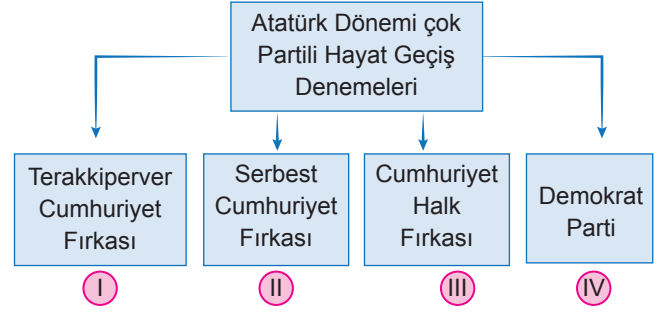 Atatürk Dönemi çok
Partili Hayat Geçiş
Denemeleri
Terakkiperver
Cumhuriyet
Fırkası
I
Serbest
Cumhuriyet
Fırkası
II
Cumhuriyet
Halk
Fırkası
III
Demokrat
Parti
IV